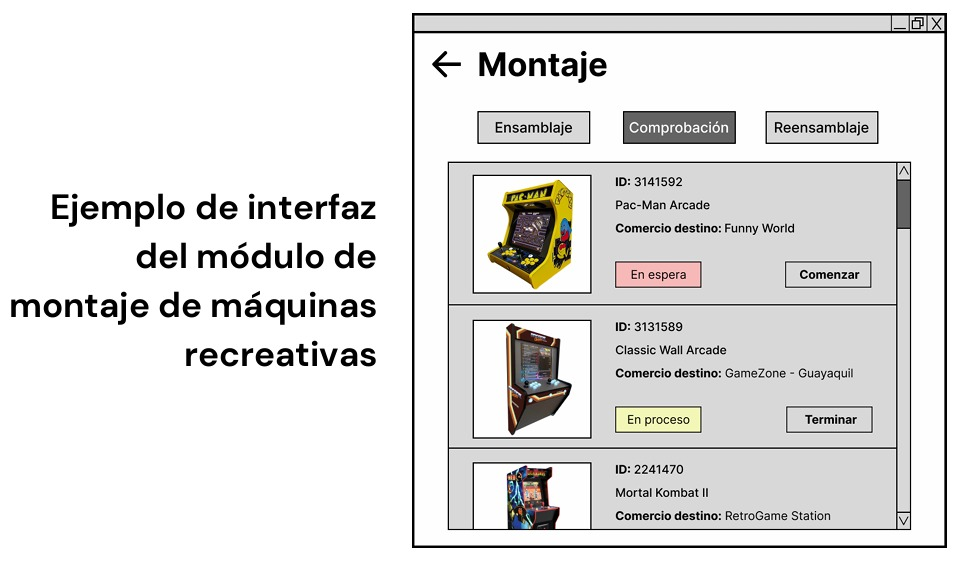 Ejemplo de interfaz
del módulo de
montaje de máquinas
recreativas
Montaje
Ensamblaje
Comprobación
Reensamblaje
PAC-MAN
ID: 3141592
Pac-Man Arcade
Comercio destino: Funny World
En espera
Comenzar
ID: 3131589
Classic Wall Arcade
Comercio destino: GameZone - Guayaquil
En proceso
Terminar
ID: 2241470
Mortal Kombat II
Comercio destino: RetroGame Station